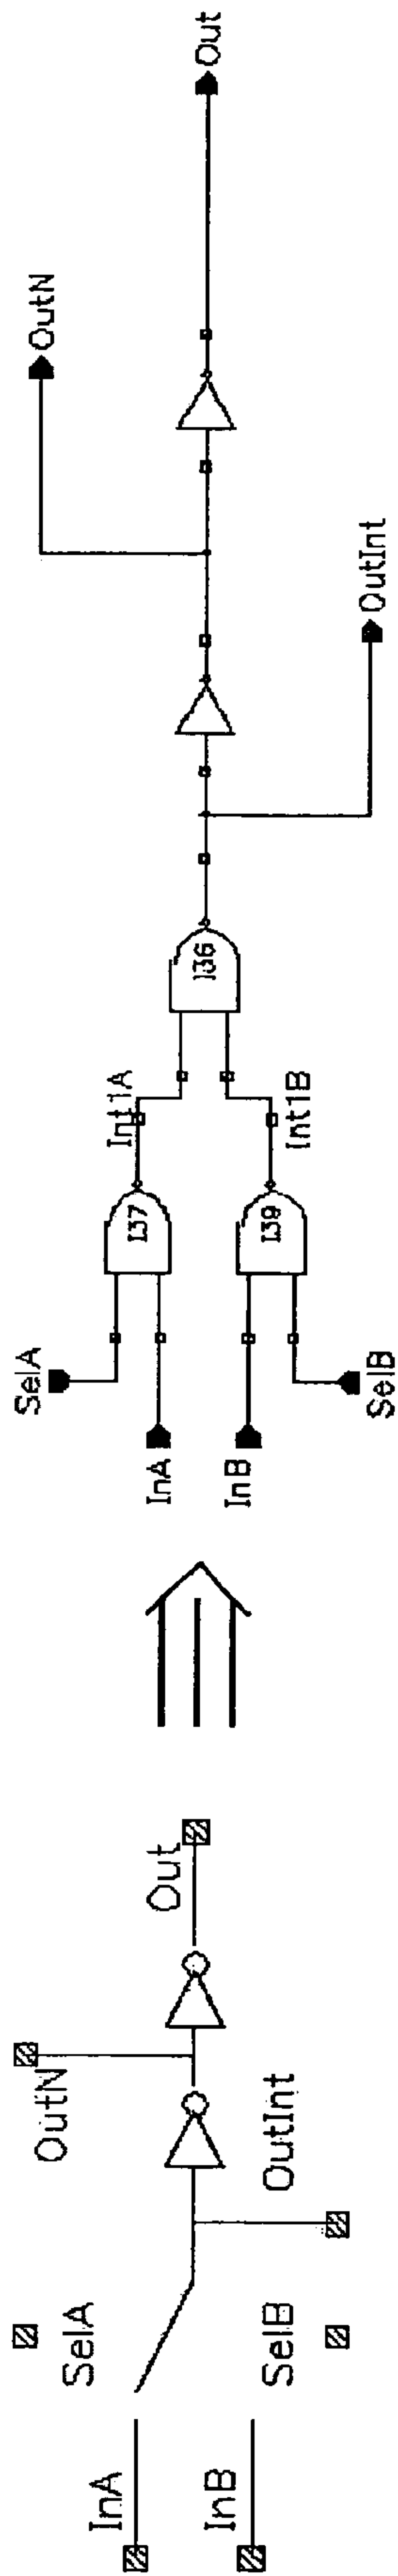 InA
InB
SelA
SelB
OutInt
OutN
Out
SelA
InA
InB
SelB
I37
I39
Int1A
Int1B
I36
OutInt
OutN
Out